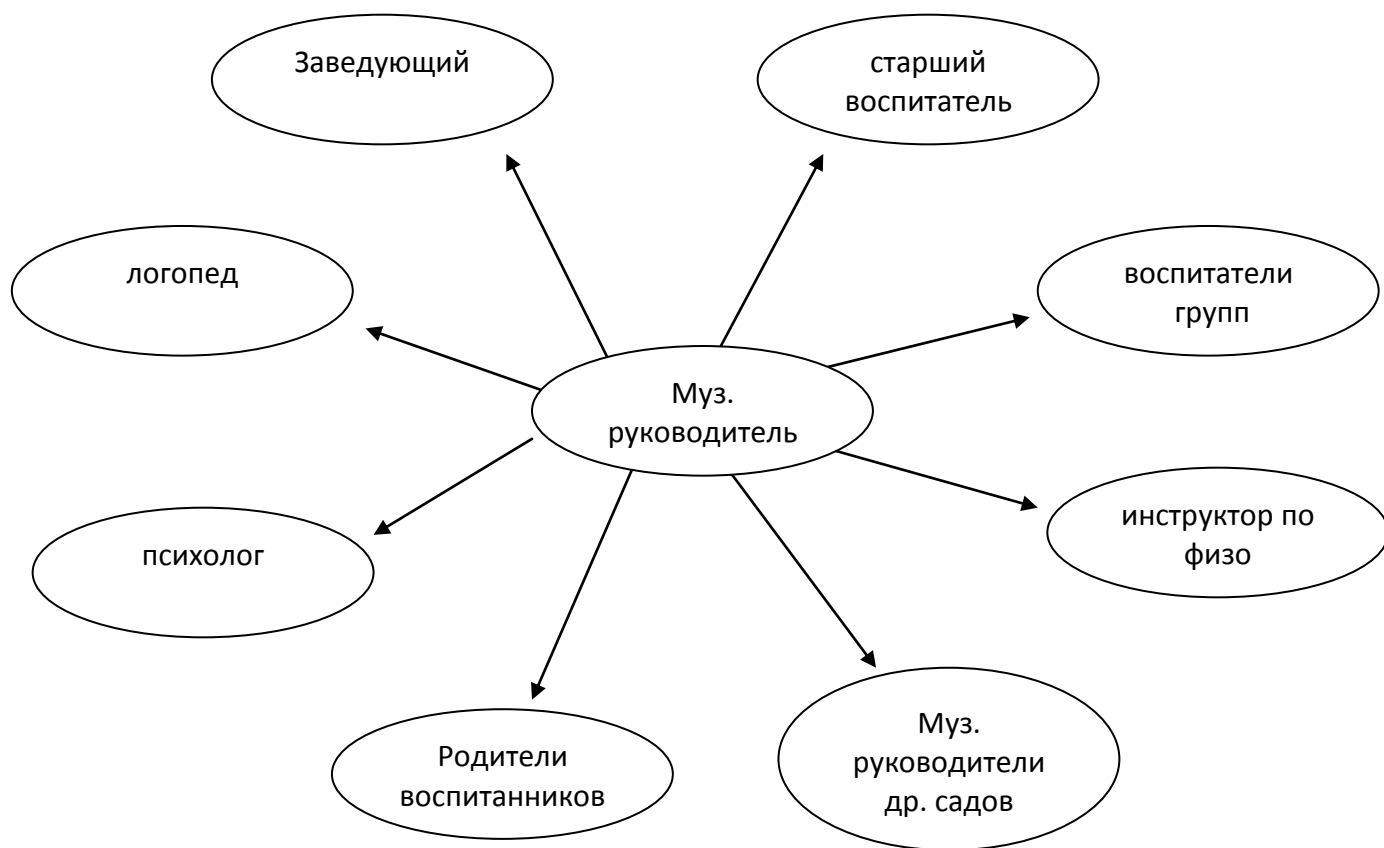 Заведующий
старший
воспитатель
логопед
воспитатели
групп
Муз.
руководитель
психолог
инструктор по
физо
Родители
воспитанников
Муз.
руководители
др. садов